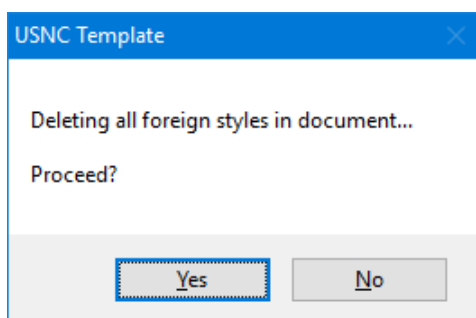 USNC Template
Deleting all foreign styles in document...
Proceed?
Yes
No